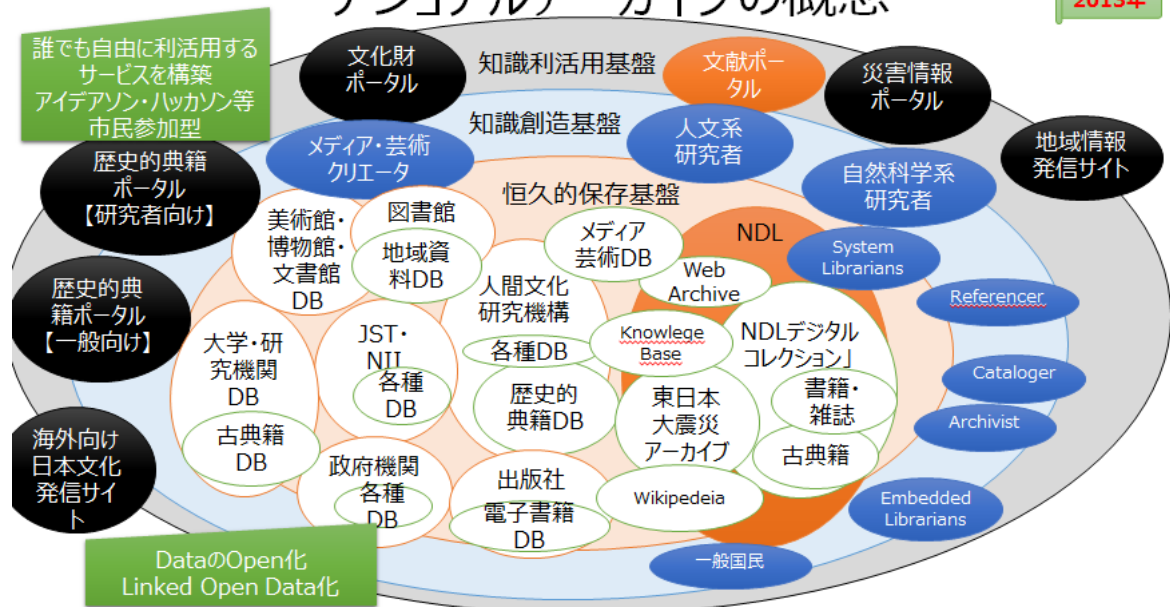 ナショナルアーカイブの概念
2013年
誰でも自由に利活用する
サービスを構築
アイデアソン・ハッカソン等
市民参加型
文化財
ポータル
知識利活用基盤
文献ポー
タル
災害情報
ポータル
地域情報
発信サイト
知識創造基盤
メディア・芸術
クリエータ
人文系
研究者
自然科学系
研究者
歴史的典籍
ポータル
【研究者向け】
恒久的保存基盤
美術館・
博物館・
文書館
DB
図書館
地域資
料DB
メディア
芸術DB
NDL
System
Librarians
Web
Archive
歴史的典
籍ポータル
【一般向け】
人間文化
研究機構
各種DB
歴史的
典籍DB
Knowlege
Base
NDLデジタル
コレクション」
書籍・
雑誌
古典籍
Referencer
Cataloger
Archivist
大学・研
究機関
DB
古典籍
DB
JST・
NII
各種
DB
東日本
大震災
アーカイブ
海外向け
日本文化
発信サイ
ト
政府機関
各種
DB
出版社
電子書籍
DB
Wikipedeia
Embedded
Librarians
一般国民
DataのOpen化
Linked Open Data化